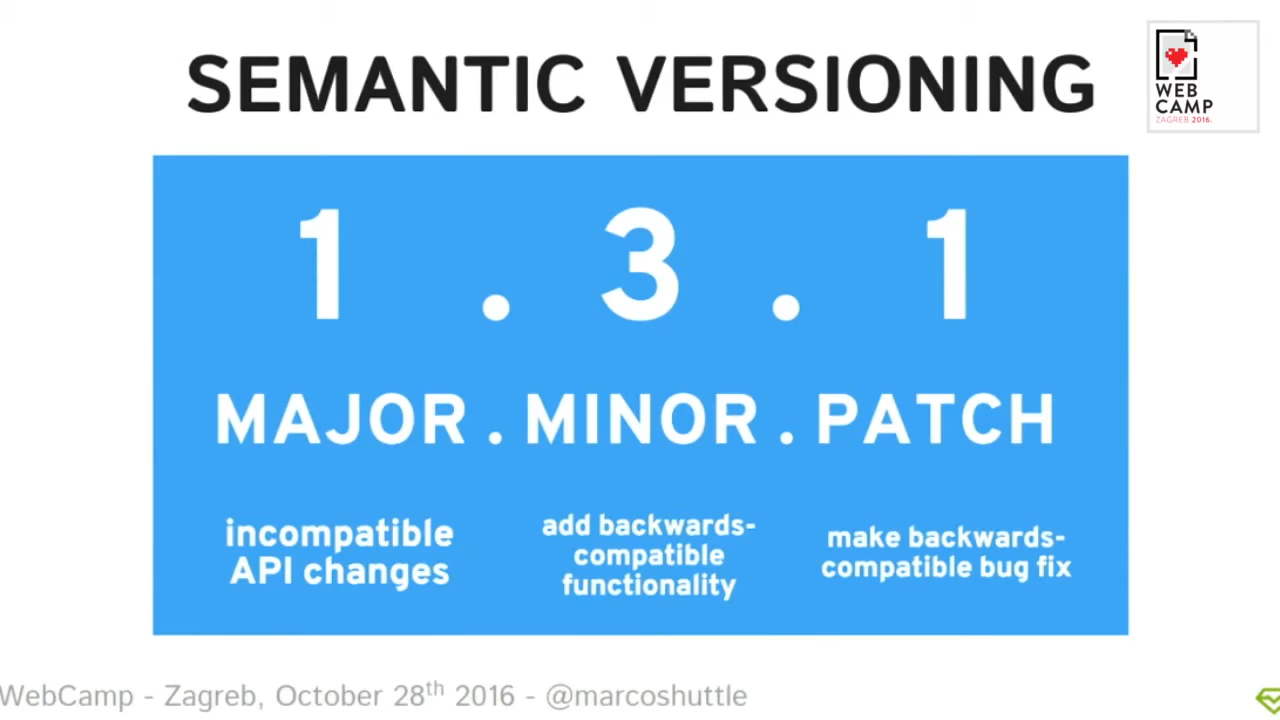 SEMANTIC VERSIONING
WEB
CAMP
ZAGREB 2016.
1 . 3 . 1
MAJOR . MINOR . PATCH
incompatible
API changes
add backwards-
compatible
functionality
make backwards-
compatible bug fix
WebCamp - Zagreb, October 28th 2016 - @marcoshuttle